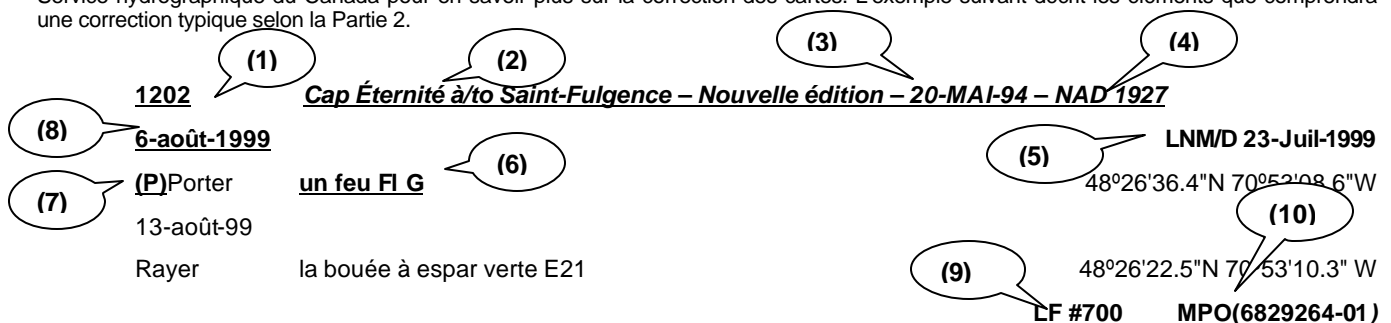 Service hydrographique du Canada pour en savoir plus sur la correction des cartes. L'exemple suivant décrit les éléments que comprendra
une correction typique selon la Partie 2.
(1) (2) (3) (4)
1202 Cap Éternité à/to Saint-Fulgence – Nouvelle édition – 20-MAI-94 – NAD 1927
(8) 6-août-1999 (5) LNM/D 23-Juil-1999
(7) (P)Porter un feu Fl G (6) 48º26'36.4"N 70º53'08.6"W
13-août-99 (10)
Rayer la bouée à espar verte E21 (9) 48º26'22.5"N 70º53'10.3" W
LF #700 MPO(6829264-01)